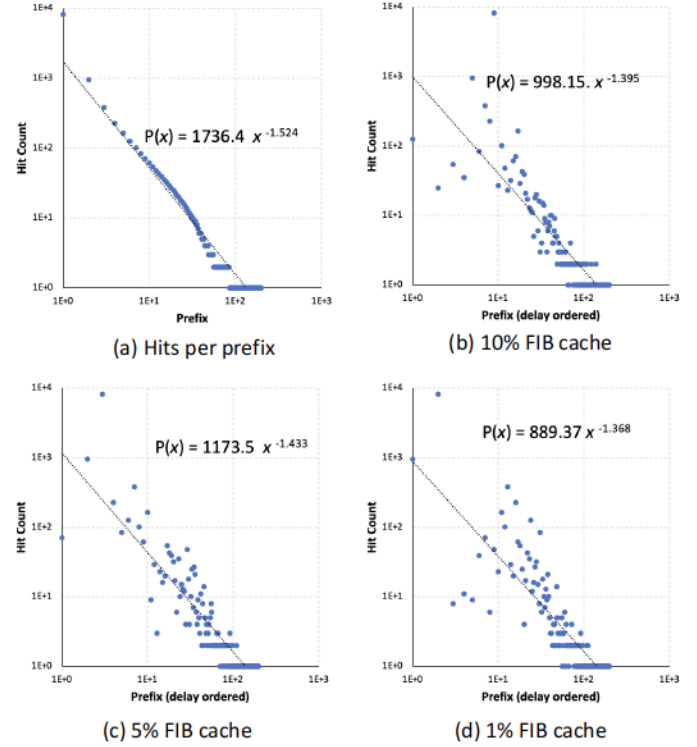 1E+4
1E+3
1E+2
1E+1
1E+0
Hit Count
P(x) = 1736.4 x -1.524
1E+0 1E+1 1E+2 1E+3
Prefix
(a) Hits per prefix
1E+4
1E+3
1E+2
1E+1
1E+0
Hit Count
P(x) = 998.15. x -1.395
1E+0 1E+1 1E+2 1E+3
Prefix (delay ordered)
(b) 10% FIB cache
1E+4
1E+3
1E+2
1E+1
1E+0
Hit Count
P(x) = 1173.5 x -1.433
1E+0 1E+1 1E+2 1E+3
Prefix (delay ordered)
(c) 5% FIB cache
1E+4
1E+3
1E+2
1E+1
1E+0
Hit Count
P(x) = 889.37 x -1.368
1E+0 1E+1 1E+2 1E+3
Prefix (delay ordered)
(d) 1% FIB cache